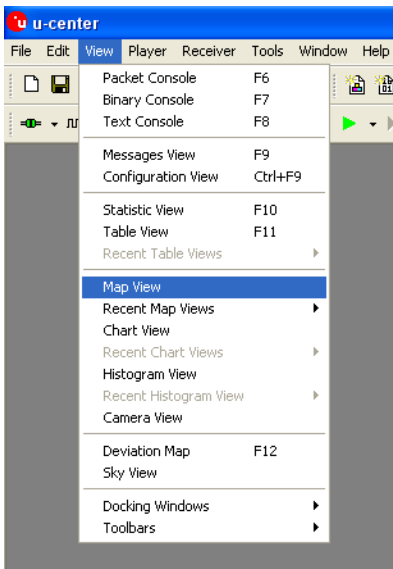 u-center
File Edit View Player Receiver Tools Window Help
Packet Console F6
Binary Console F7
Text Console F8
Messages View F9
Configuration View Ctrl+F9
Statistic View F10
Table View F11
Recent Table Views
Map View
Recent Map Views
Chart View
Recent Chart Views
Histogram View
Recent Histogram View
Camera View
Deviation Map F12
Sky View
Docking Windows
Toolbars